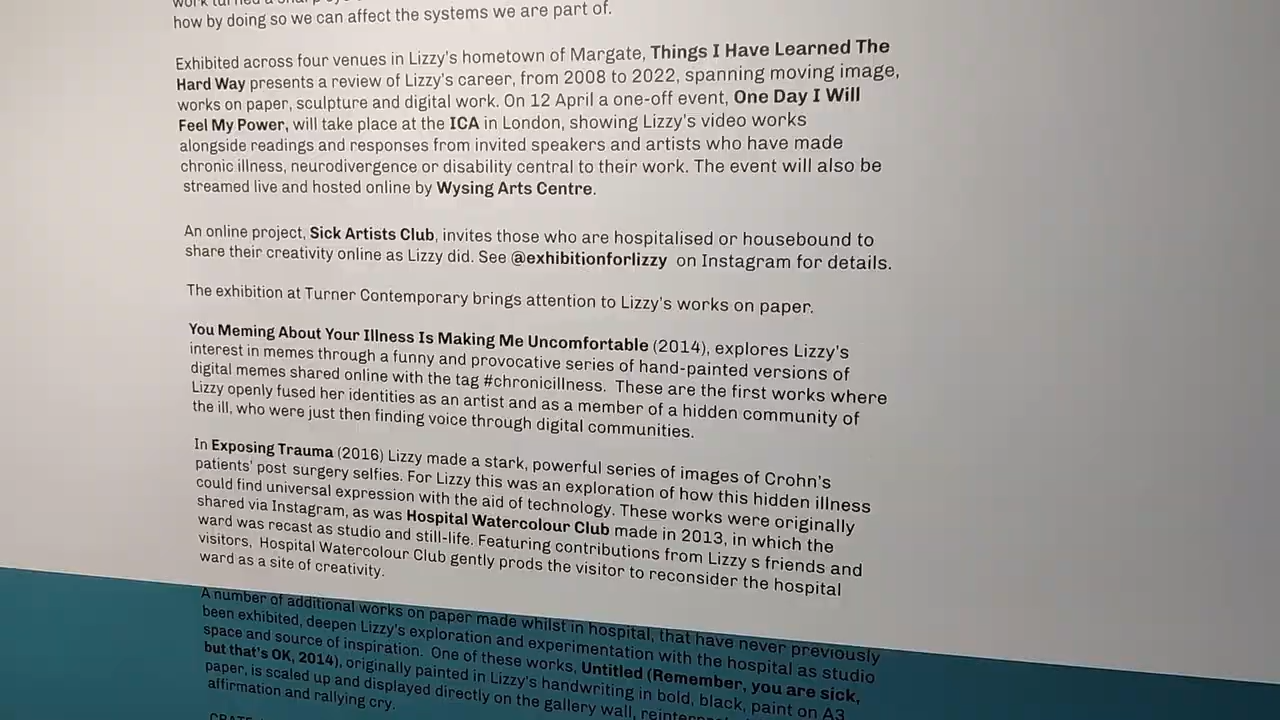 how by doing so we can affect the systems we are part of.
Exhibited across four venues in Lizzy's hometown of Margate, Things I Have Learned The
Hard Way presents a review of Lizzy's career, from 2008 to 2022, spanning moving image,
works on paper, sculpture and digital work. On 12 April a one-off event, One Day I Will
Feel My Power, will take place at the ICA in London, showing Lizzy's video works
alongside readings and responses from invited speakers and artists who have made
chronic illness, neurodivergence or disability central to their work. The event will also be
streamed live and hosted online by Wysing Arts Centre.
An online project, Sick Artists Club, invites those who are hospitalised or housebound to
share their creativity online as Lizzy did. See @exhibitionforlizzy on Instagram for details.
The exhibition at Turner Contemporary brings attention to Lizzy's works on paper.
You Meming About Your Illness Is Making Me Uncomfortable (2014), explores Lizzy's
interest in memes through a funny and provocative series of hand-painted versions of
digital memes shared online with the tag #chronicillness. These are the first works where
Lizzy openly fused her identities as an artist and as a member of a hidden community of
the ill, who were just then finding voice through digital communities.
In Exposing Trauma (2016) Lizzy made a stark, powerful series of images of Crohn's
patients' post surgery selfies. For Lizzy this was an exploration of how this hidden illness
could find universal expression with the aid of technology. These works were originally
shared via Instagram, as was Hospital Watercolour Club made in 2013, in which the
ward was recast as studio and still-life. Featuring contributions from Lizzy s friends and
visitors, Hospital Watercolour Club gently prods the visitor to reconsider the hospital
ward as a site of creativity.
A number of additional works on paper made whilst in hospital, that have never previously
been exhibited, deepen Lizzy's exploration and experimentation with the hospital as studio
space and source of inspiration. One of these works, Untitled (Remember, you are sick,
but that's OK, 2014), originally painted in Lizzy's handwriting in bold, black, paint on A3
paper, is scaled up and displayed directly on the gallery wall,
affirmation and rallying cry.